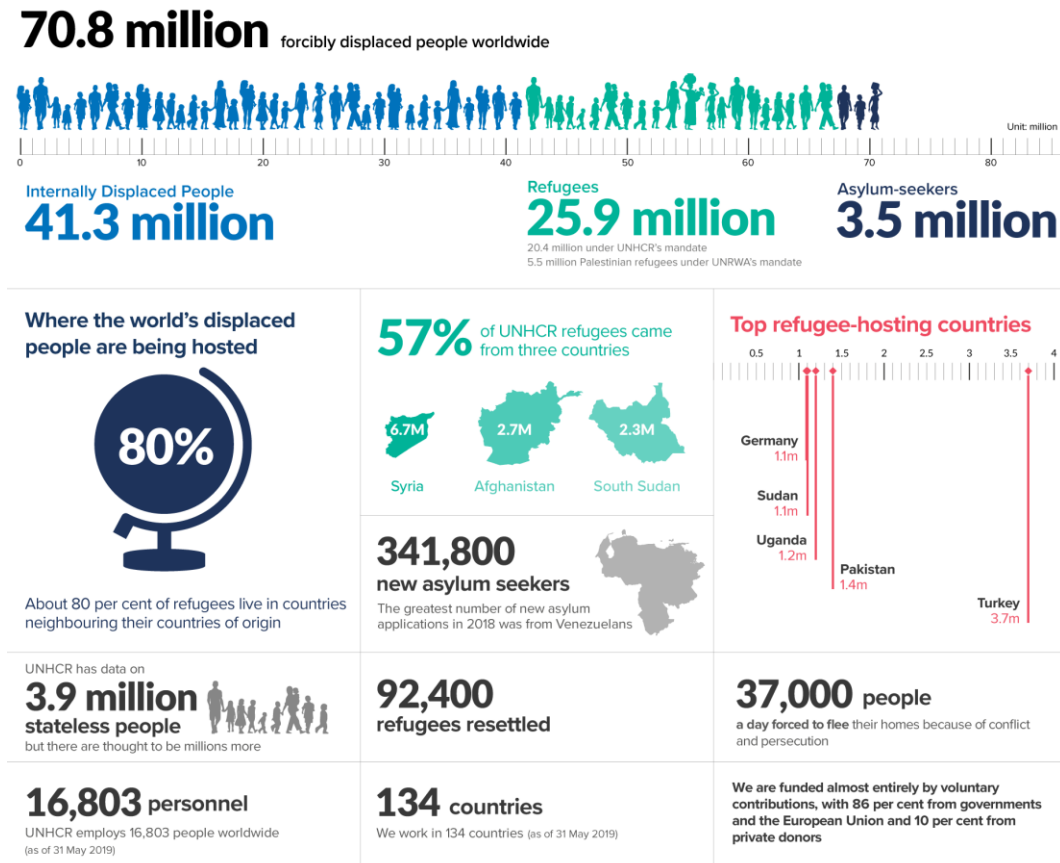 70.8 million forcibly displaced people worldwide
Unit: million
0 10 20 30 40 50 60 70 80
Internally Displaced People
41.3 million
Refugees
25.9 million
20.4 million under UNHCR's mandate
5.5 million Palestinian refugees under UNRWA's mandate
Asylum-seekers
3.5 million
Where the world's displaced
people are being hosted
80%
About 80 per cent of refugees live in countries
neighbouring their countries of origin
57% of UNHCR refugees came
from three countries
6.7M 2.7M 2.3M
Syria Afghanistan South Sudan
341,800
new asylum seekers
The greatest number of new asylum
applications in 2018 was from Venezuelans
Top refugee-hosting countries
0.5 1 1.5 2 2.5 3 3.5 4
Germany
1.1m
Sudan
1.1m
Uganda
1.2m
Pakistan
1.4m
Turkey
3.7m
UNHCR has data on
3.9 million
stateless people
but there are thought to be millions more
92,400
refugees resettled
37,000 people
a day forced to flee their homes because of conflict
and persecution
16,803 personnel
UNHCR employs 16,803 people worldwide
(as of 31 May 2019)
134 countries
We work in 134 countries (as of 31 May 2019)
We are funded almost entirely by voluntary
contributions, with 86 per cent from governments
and the European Union and 10 per cent from
private donors